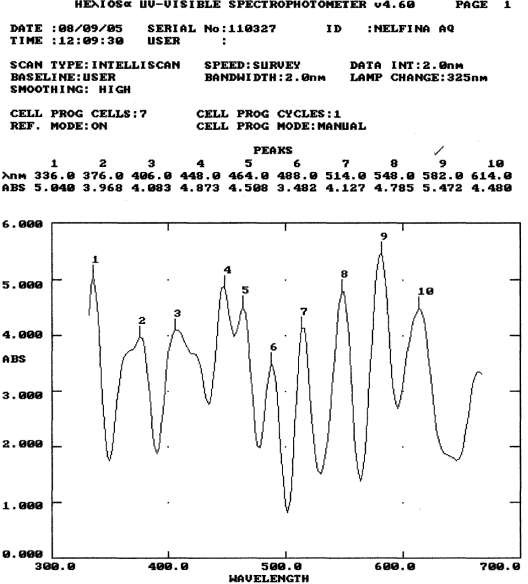 HEλIOSα UV-VISIBLE SPECTROPHOTOMETER v4.60 PAGE 1
DATE :08/09/05 SERIAL No:110327 ID :NELFINA AQ
TIME :12:09:30 USER :
SCAN TYPE:INTELLISCAN SPEED:SURVEY DATA INT:2.0nm
BASELINE:USER BANDWIDTH:2.0nm LAMP CHANGE:325nm
SMOOTHING: HIGH
CELL PROG CELLS:7 CELL PROG CYCLES:1
REF. MODE:ON CELL PROG MODE:MANUAL
PEAKS
1 2 3 4 5 6 7 8 9 10
λnm 336.0 376.0 406.0 448.0 464.0 488.0 514.0 548.0 582.0 614.0
ABS 5.040 3.968 4.083 4.873 4.508 3.482 4.127 4.785 5.472 4.480
6.000
5.000
4.000
ABS
3.000
2.000
1.000
0.000
1
2
3
4
5
6
7
8
9
10
300.0 400.0 500.0 600.0 700.0
WAVELENGTH